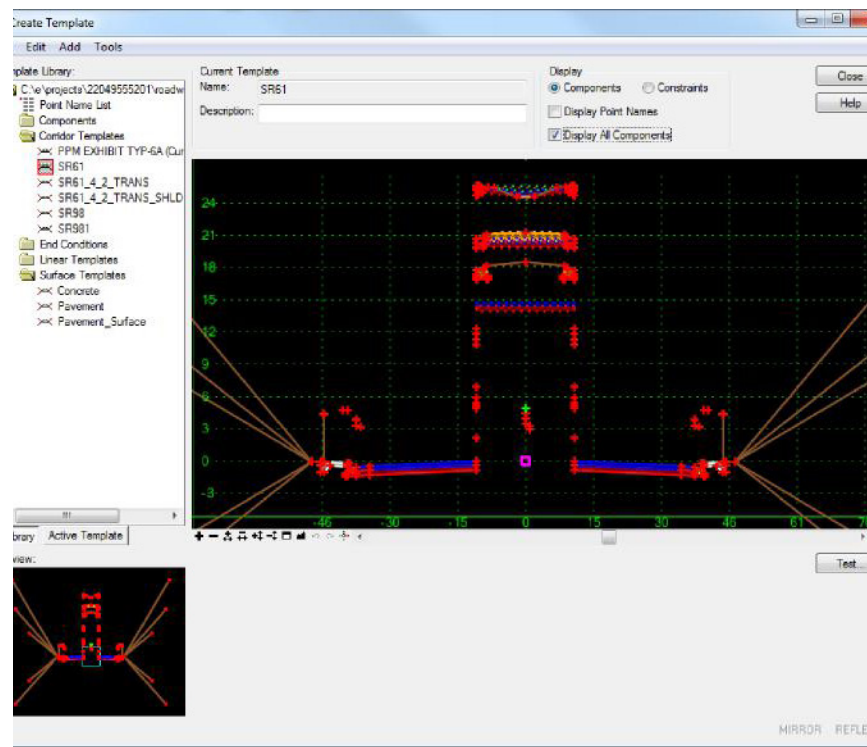 Create Template
Edit Add Tools
mplate Library:
Current Template
Display
C:\e\projects\22049555201\roadw
Name: SR61
Components Constraints
Close
Point Name List
Description:
Display Point Names
Help
Components
Display All Components
Corridor Templates
PPM EXHIBIT TYP-6A (Cur
SR61
SR61_4_2_TRANS
SR61_4_2_TRANS_SHLD
SR98
SR981
End Conditions
Linear Templates
Surface Templates
Concrete
Pavement
Pavement_Surface
24
21
18
15
12
9
6
3
0
-3
-46 -30 -15 0 15 30 46 61 7
brary Active Template
view:
Test...
MIRROR REFLE